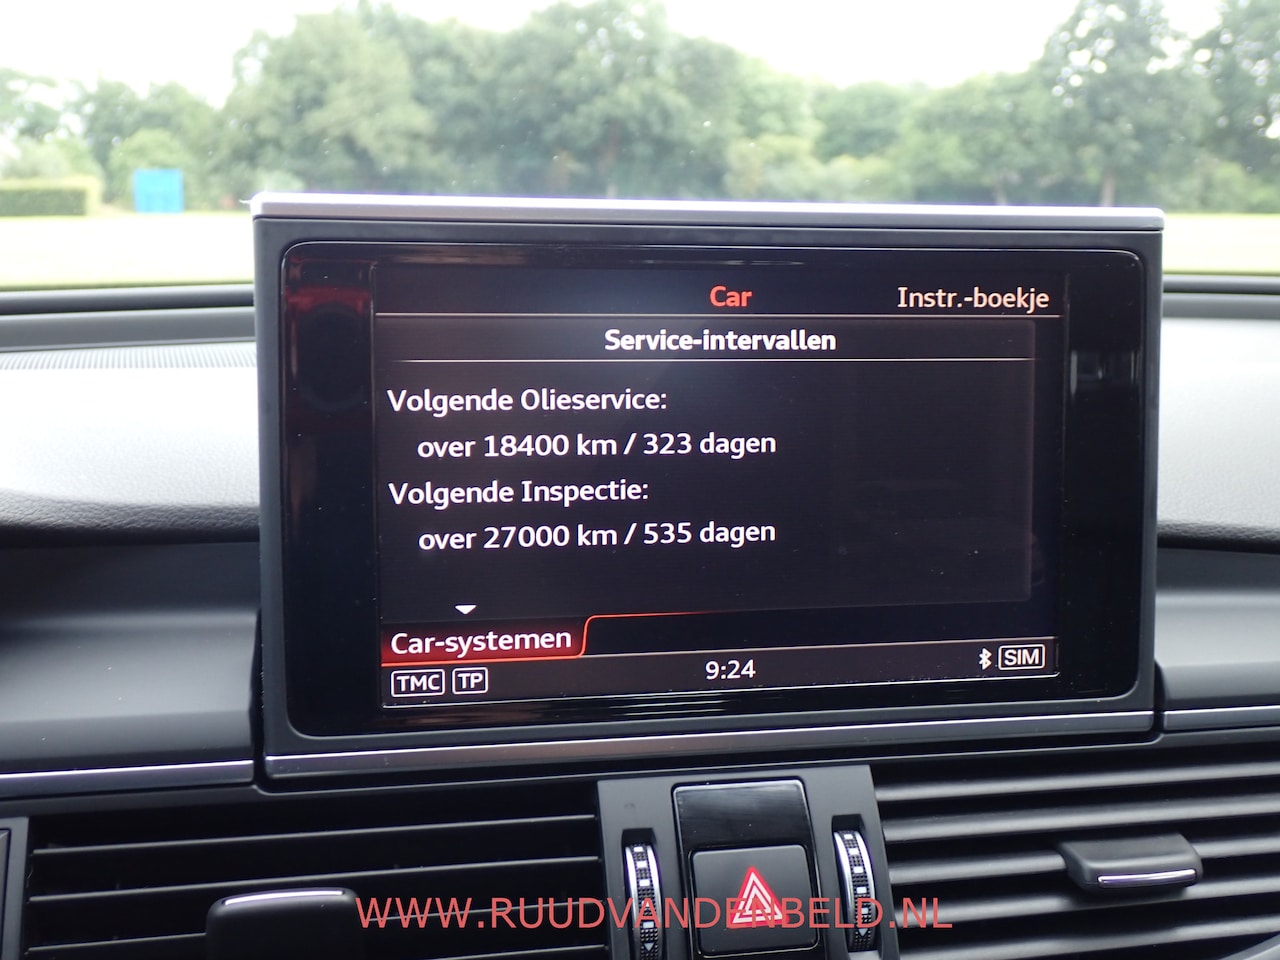 Car
Instr.-boekje
Service-intervallen
Volgende Olieservice:
over 18400 km / 323 dagen
Volgende Inspectie:
over 27000 km / 535 dagen
Car-systemen
TMC TP 9:24 SIM
WWW.RUUDVANDENBELD.NL